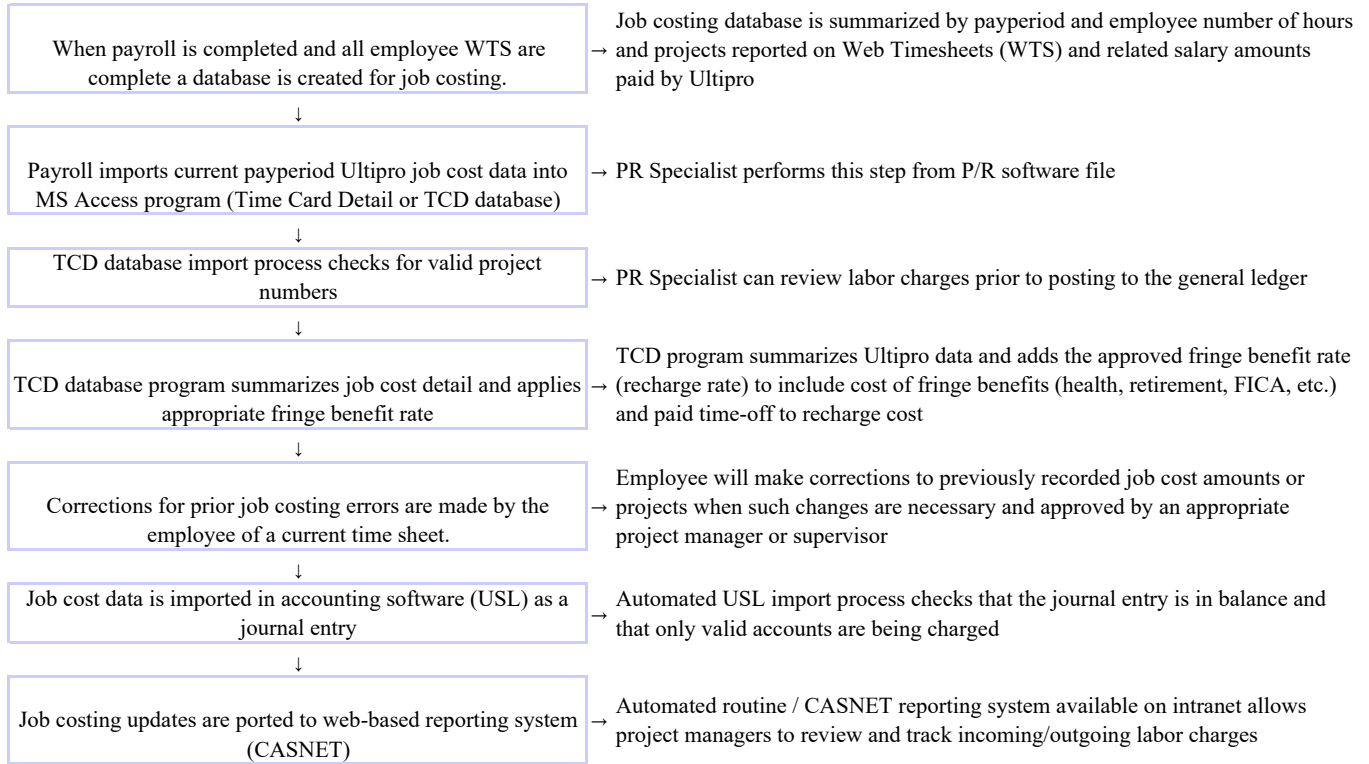 When payroll is completed and all employee WTS are
complete a database is created for job costing.
→
Job costing database is summarized by payperiod and employee number of hours
and projects reported on Web Timesheets (WTS) and related salary amounts
paid by Ultipro
↓
Payroll imports current payperiod Ultipro job cost data into
MS Access program (Time Card Detail or TCD database)
→
PR Specialist performs this step from P/R software file
↓
TCD database import process checks for valid project
numbers
→
PR Specialist can review labor charges prior to posting to the general ledger
↓
TCD database program summarizes job cost detail and applies
appropriate fringe benefit rate
→
TCD program summarizes Ultipro data and adds the approved fringe benefit rate
(recharge rate) to include cost of fringe benefits (health, retirement, FICA, etc.)
and paid time-off to recharge cost
↓
Corrections for prior job costing errors are made by the
employee of a current time sheet.
→
Employee will make corrections to previously recorded job cost amounts or
projects when such changes are necessary and approved by an appropriate
project manager or supervisor
↓
Job cost data is imported in accounting software (USL) as a
journal entry
→
Automated USL import process checks that the journal entry is in balance and
that only valid accounts are being charged
↓
Job costing updates are ported to web-based reporting system
(CASNET)
→
Automated routine / CASNET reporting system available on intranet allows
project managers to review and track incoming/outgoing labor charges